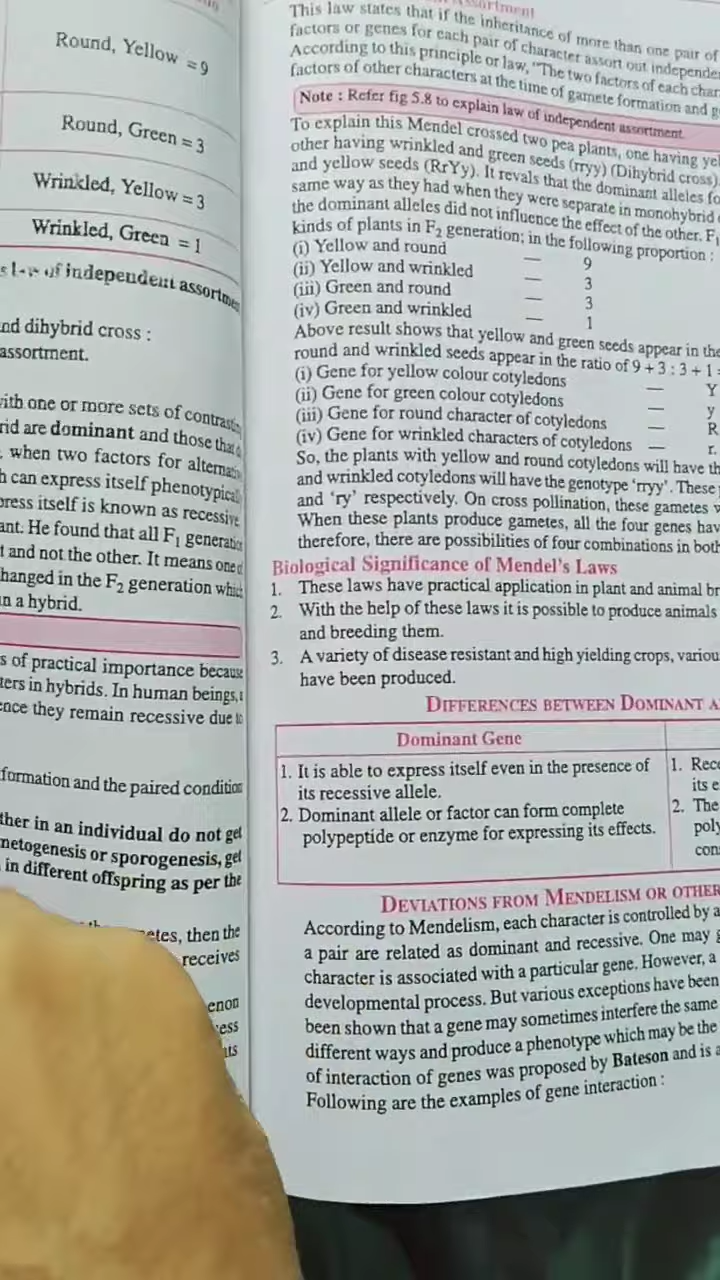 Round, Yellow = 9
Round, Green = 3
Wrinkled, Yellow = 3
Wrinkled, Green = 1
of independent
nd dihybrid cross :
assortment.
with one or more sets of
rid are dominant and those
when two factors for
h can express itself
press itself is known as recessive
ant. He found that all F₁
t and not the other. It means one
hanged in the F₂ generation
n a hybrid.
s of practical importance because
ters in hybrids. In human beings,
ence they remain recessive due to
formation and the paired condition
ther in an individual do not get
metogenesis or sporogenesis, get
in different offspring as per the
etes, then the
receives
enon
ess
This law states that if the inheritance of more than one pair of
factors or genes for each pair of character assort out
According to this principle or law, "The two factors of each
factors of other characters at the time of gamete formation and
Note : Refer fig 5.8 to explain law of independent assortment
To explain this Mendel crossed two pea plants, one having
other having wrinkled and green seeds (rryy) (Dihybrid cross).
and yellow seeds (RrYy). It revals that the dominant alleles
same way as they had when they were separate in monohybrid
the dominant alleles did not influence the effect of the other.
kinds of plants in F₂ generation; in the following proportion :
(i) Yellow and round — 9
(ii) Yellow and wrinkled — 3
(iii) Green and round — 3
(iv) Green and wrinkled — 1
Above result shows that yellow and green seeds appear in the
round and wrinkled seeds appear in the ratio of 9 + 3 : 3 + 1
(i) Gene for yellow colour cotyledons — Y
(ii) Gene for green colour cotyledons — y
(iii) Gene for round character of cotyledons — R
(iv) Gene for wrinkled characters of cotyledons — r.
So, the plants with yellow and round cotyledons will have
and wrinkled cotyledons will have the genotype 'rryy'. These
and 'ry' respectively. On cross pollination, these gametes
When these plants produce gametes, all the four genes
therefore, there are possibilities of four combinations in both
Biological Significance of Mendel's Laws
1. These laws have practical application in plant and animal
2. With the help of these laws it is possible to produce animals
and breeding them.
3. A variety of disease resistant and high yielding crops,
have been produced.
DIFFERENCES BETWEEN DOMINANT
Dominant Gene
1. It is able to express itself even in the presence of
its recessive allele.
2. Dominant allele or factor can form complete
polypeptide or enzyme for expressing its effects.
1. Rece
its e
2. The
poly
con
DEVIATIONS FROM MENDELISM OR OTHER
According to Mendelism, each character is controlled by a
a pair are related as dominant and recessive. One may
character is associated with a particular gene. However, a
developmental process. But various exceptions have been
been shown that a gene may sometimes interfere the same
different ways and produce a phenotype which may be the
of interaction of genes was proposed by Bateson and is
Following are the examples of gene interaction :